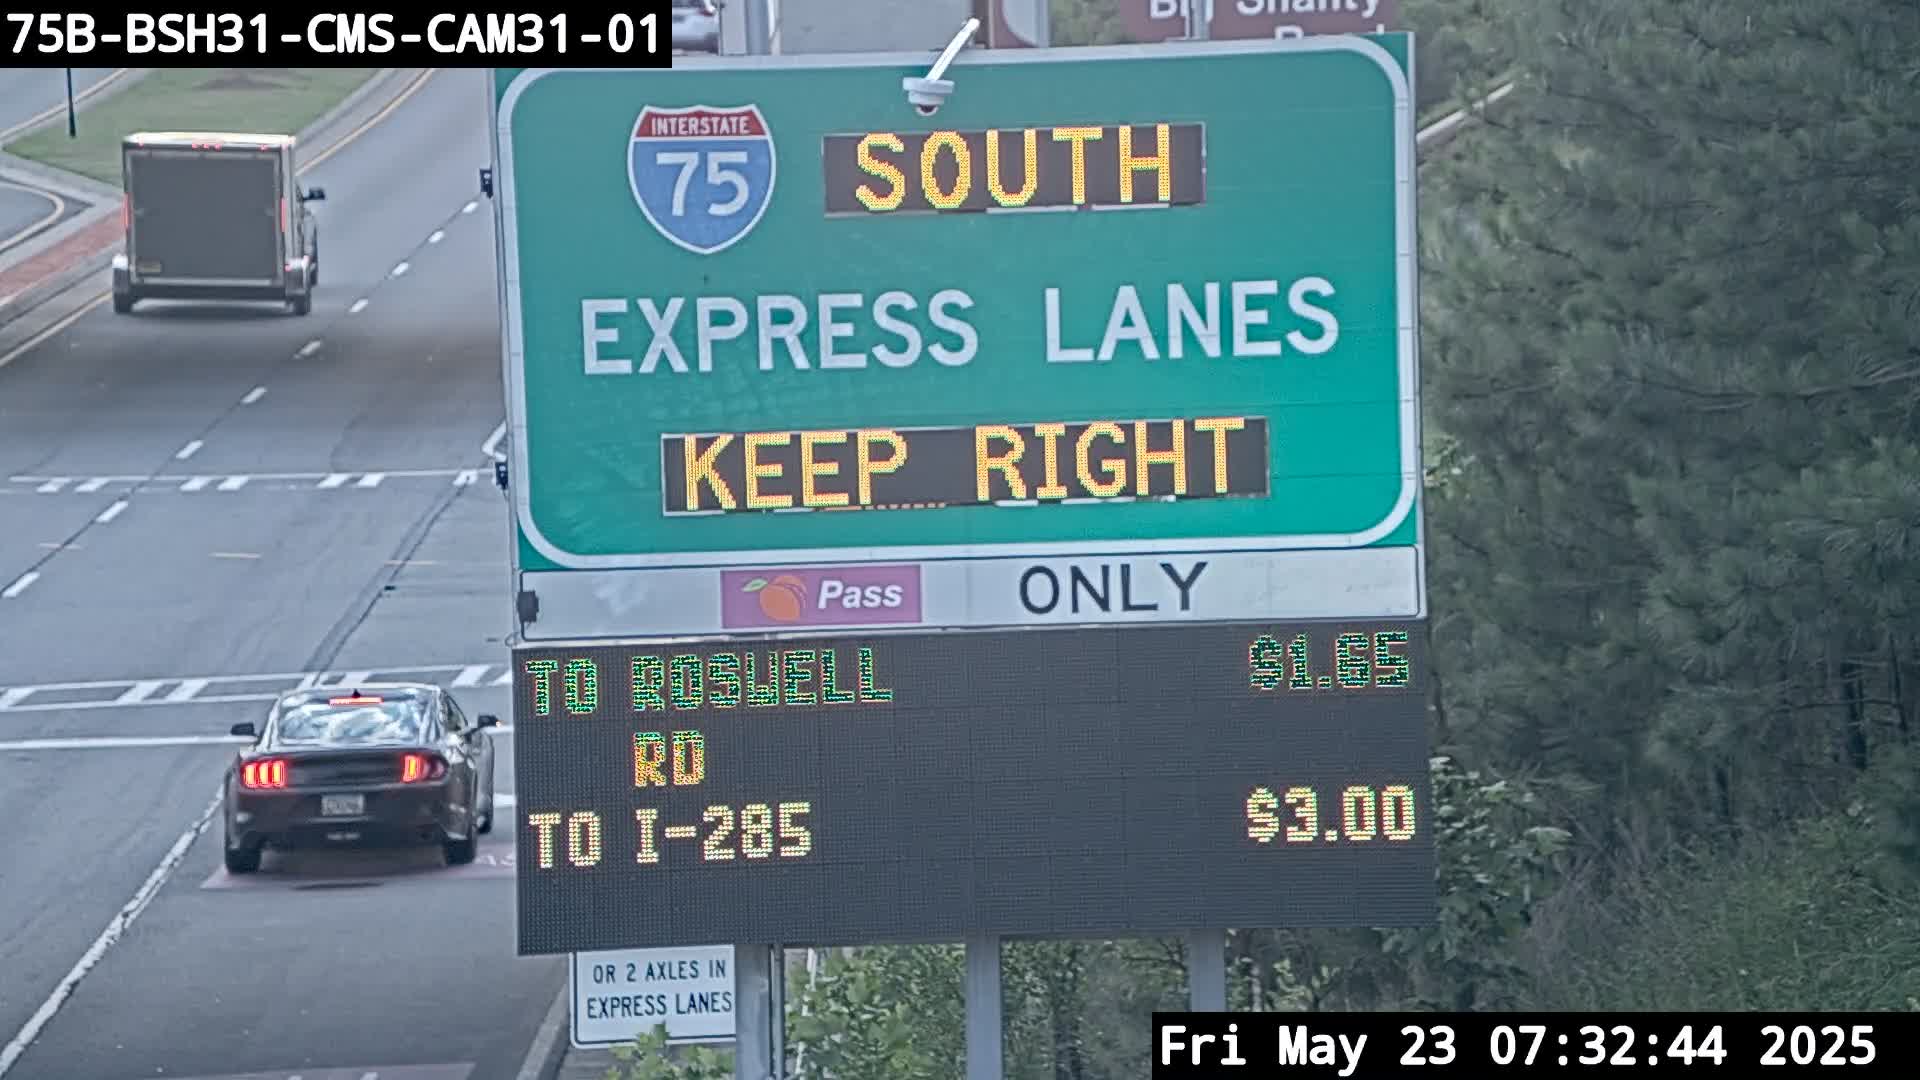 75B-BSH31-CMS-CAM31-01
Shanty
INTERSTATE
75
SOUTH
EXPRESS LANES
KEEP RIGHT
Pass ONLY
TO ROSWELL $1.65
RD
TO I-285 $3.00
OR 2 AXLES IN
EXPRESS LANES
Fri May 23 07:32:44 2025